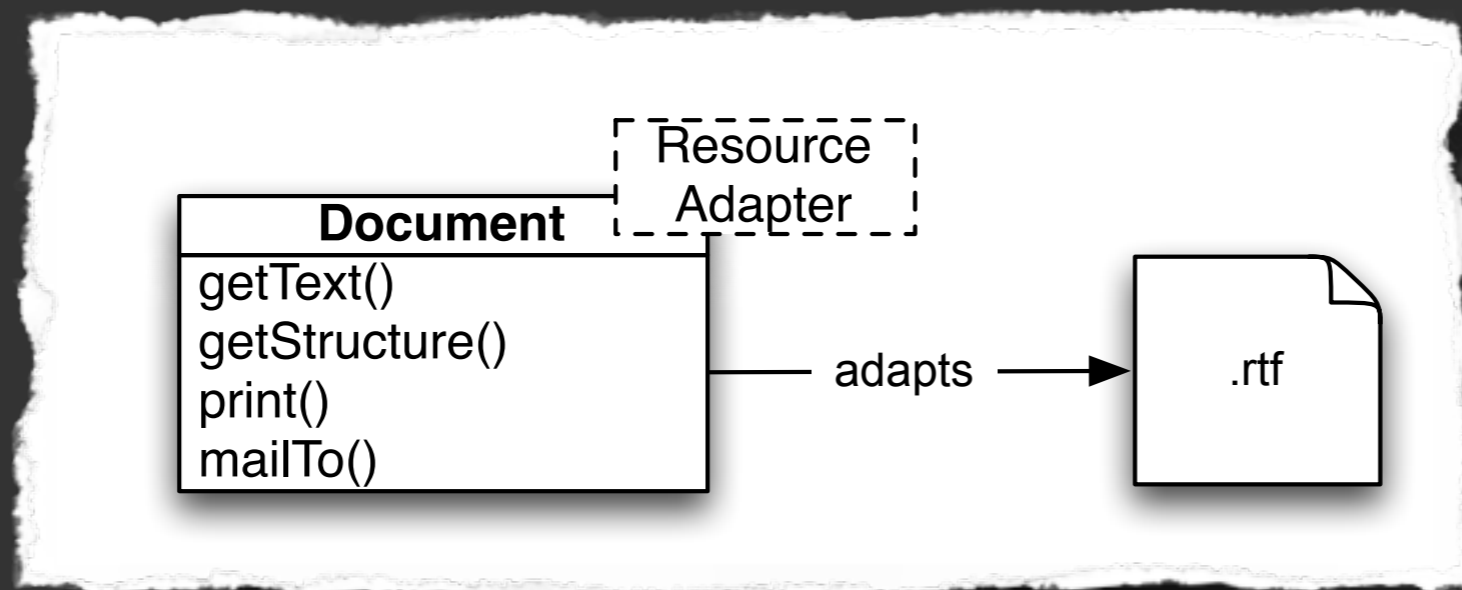 Resource
Adapter
Document
getText()
getStructure()
print()
mailTo()
adapts
.rtf